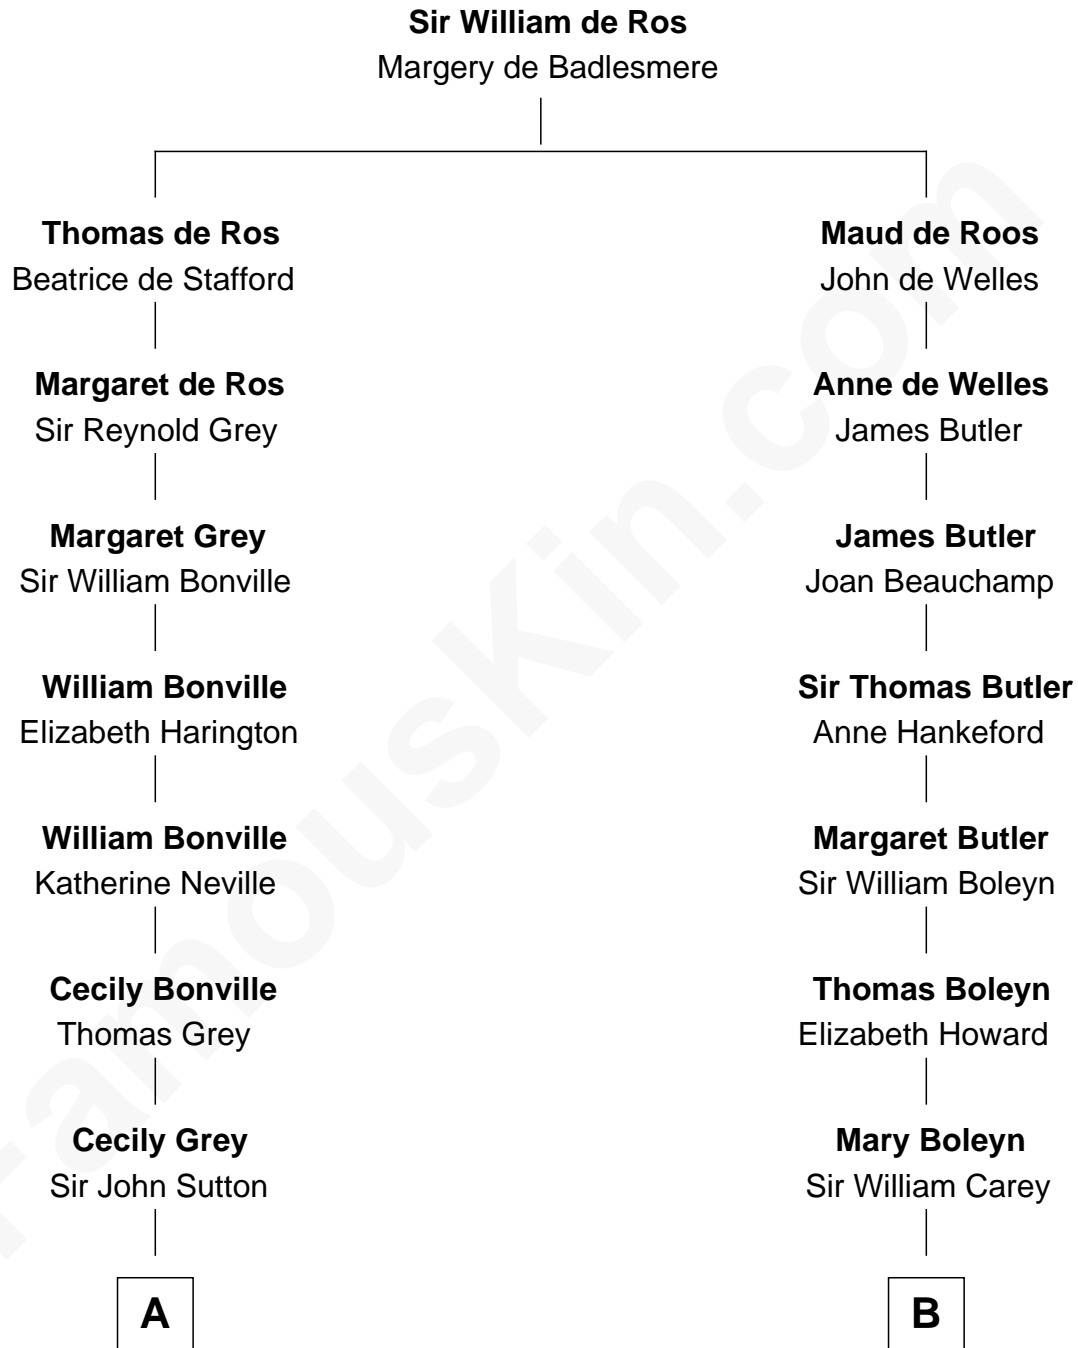 Sir William de Ros
Margery de Badlesmere
Thomas de Ros
Beatrice de Stafford
Margaret de Ros
Sir Reynold Grey
Margaret Grey
Sir William Bonville
William Bonville
Elizabeth Harington
William Bonville
Katherine Neville
Cecily Bonville
Thomas Grey
Cecily Grey
Sir John Sutton
A
Maud de Roos
John de Welles
Anne de Welles
James Butler
James Butler
Joan Beauchamp
Sir Thomas Butler
Anne Hankeford
Margaret Butler
Sir William Boleyn
Thomas Boleyn
Elizabeth Howard
Mary Boleyn
Sir William Carey
B
FamousKin.com